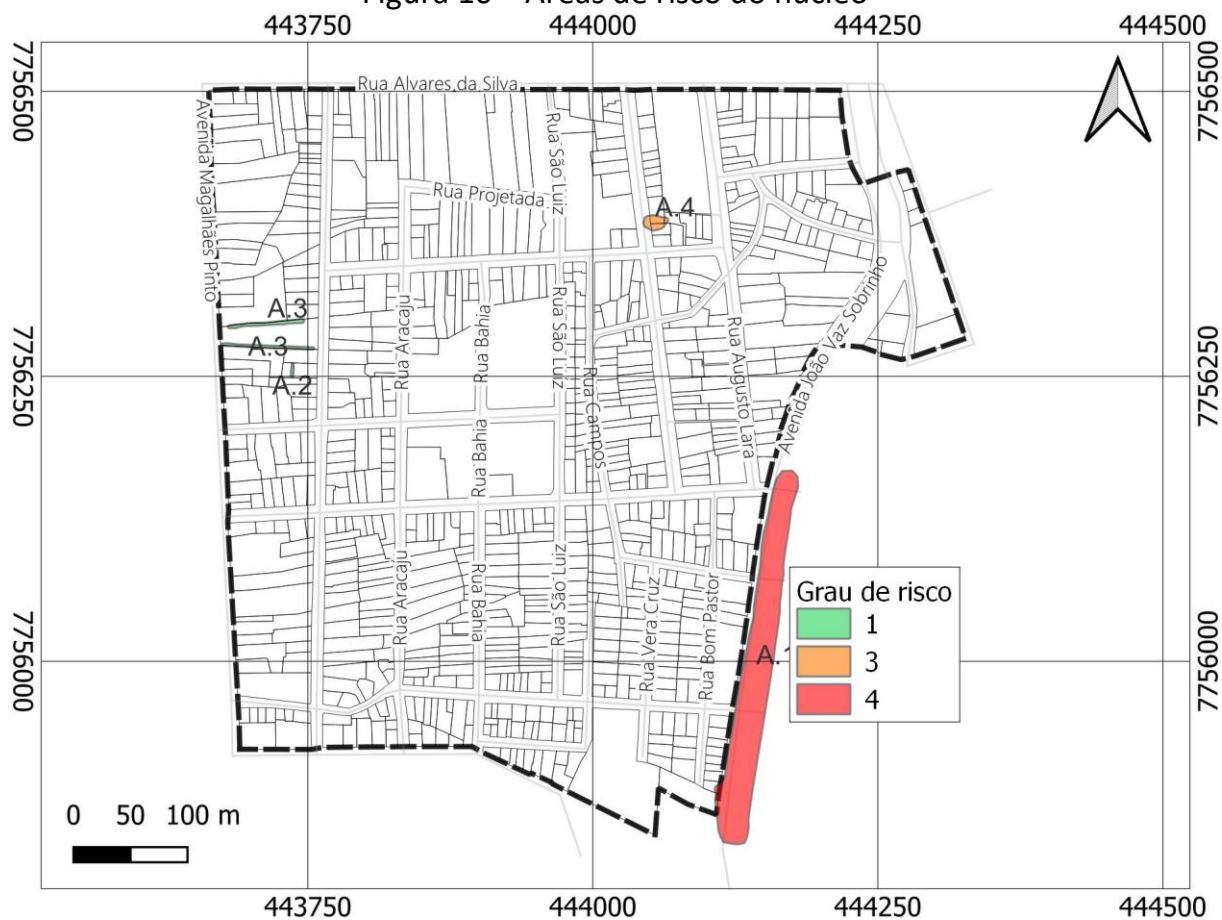 Figura 10 – Áreas de risco do núcleo
443750 444000 444250 444500
7756500
7756500
Rua Alvares da Silva
Avenida Magalhães Pinto
Rua São Luiz
Rua Projetada
A.4
Avenida João Vaz Sobrinho
A.3
Rua Aracaju
Rua Bahia
Rua São Luiz
Rua Augusto Lara
A.3
7756250
7756250
A.2
Rua Campos
Rua Bahia
Rua Aracaju
Rua Bahia
Rua São Luiz
Rua Vera Cruz
Rua Bom Pastor
Grau de risco
1
3
4
A.
7756000
7756000
0 50 100 m
443750 444000 444250 444500